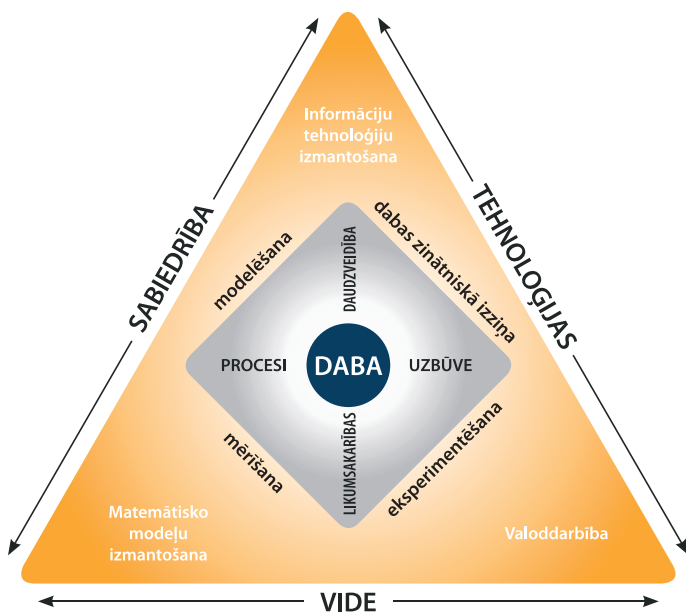 Informāciju
tehnoloģiju
izmantošana
SABIEDRĪBA
TEHNOLOĢIJAS
modelēšana
dabas zinātniskā izziņa
DAUDZVEIDĪBA
PROCESI
DABA
UZBŪVE
LIKUMSAKARĪBAS
mērīšana
eksperimentēšana
Matemātisko
modeļu
izmantošana
Valoddarbība
VIDE